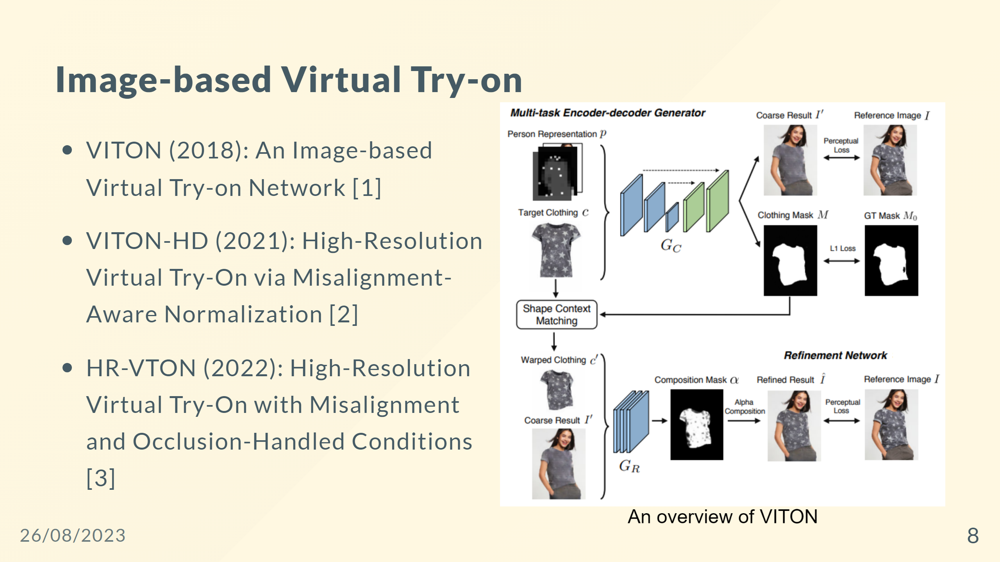 Image-based Virtual Try-on
VITON (2018): An Image-based
Virtual Try-on Network [1]
VITON-HD (2021): High-Resolution
Virtual Try-On via Misalignment-
Aware Normalization [2]
HR-VTON (2022): High-Resolution
Virtual Try-On with Misalignment
and Occlusion-Handled Conditions
[3]
Multi-task Encoder-decoder Generator
Person Representation p
Target Clothing c
G_C
Coarse Result I′
Reference Image I
Perceptual
Loss
Clothing Mask M
GT Mask M₀
L1 Loss
Shape Context
Matching
Refinement Network
Warped Clothing c′
Coarse Result I′
G_R
Composition Mask α
Alpha
Composition
Refined Result Î
Perceptual
Loss
Reference Image I
An overview of VITON
26/08/2023
8